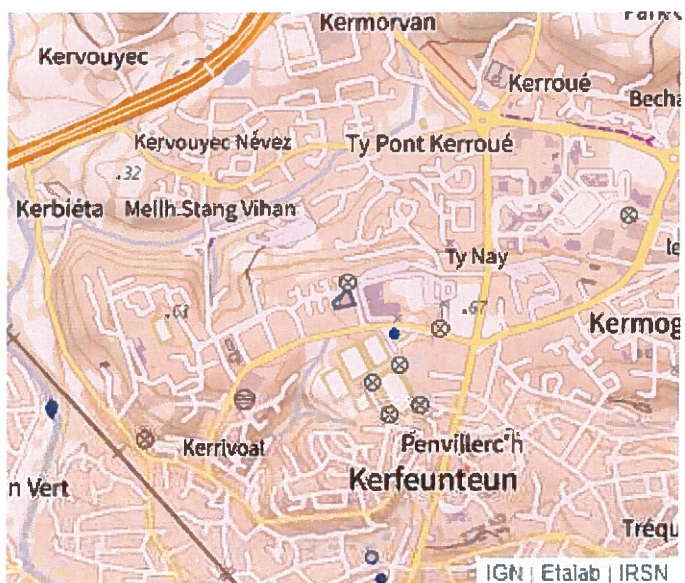 Kermorvan
Kervouyec
Kerroué
Becha
Kervouyec Névez
Ty Pont Kerroué
.32
Kerbiéta
Meilh Stang Vihan
le
Ty Nay
.63
.67
Kermog
Kerrivoal
Penvillerc'h
n Vert
Kerfeunteun
Tréqu
IGN | Etalab | IRSN